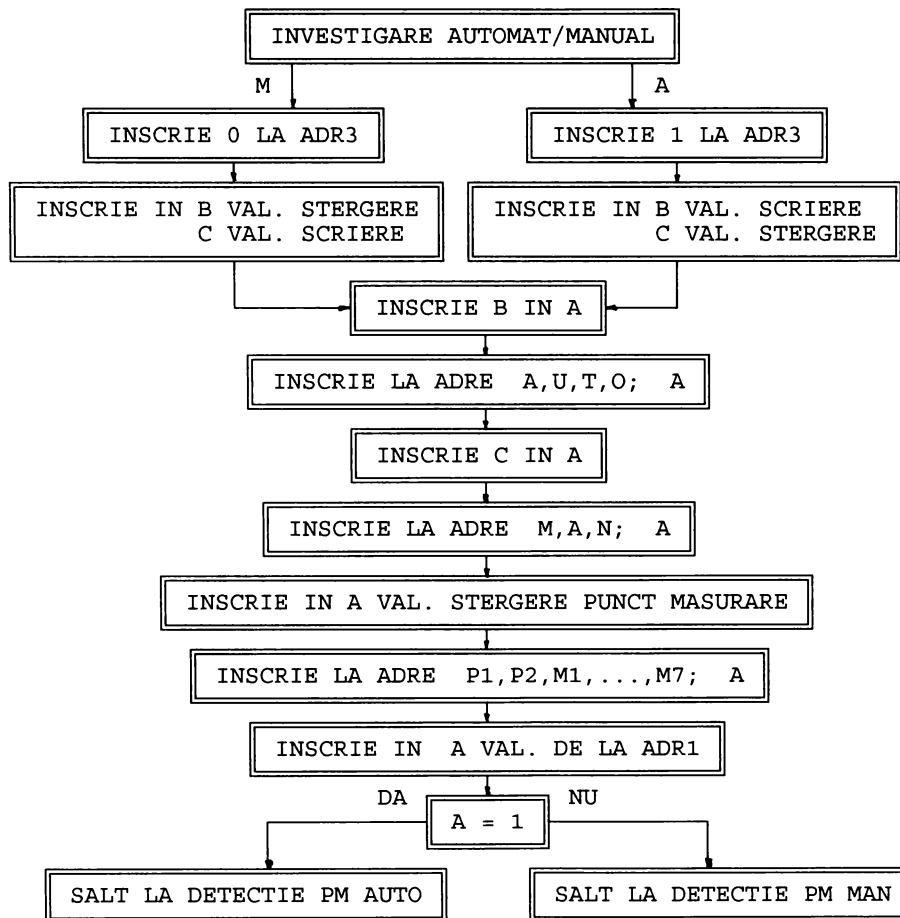 INVESTIGARE AUTOMAT/MANUAL
M
A
INSCRIE 0 LA ADR3
INSCRIE 1 LA ADR3
INSCRIE IN B VAL. STERGERE
C VAL. SCRIERE
INSCRIE IN B VAL. SCRIERE
C VAL. STERGERE
INSCRIE B IN A
INSCRIE LA ADRE A,U,T,O; A
INSCRIE C IN A
INSCRIE LA ADRE M,A,N; A
INSCRIE IN A VAL. STERGERE PUNCT MASURARE
INSCRIE LA ADRE P1,P2,M1,...,M7; A
INSCRIE IN A VAL. DE LA ADR1
DA
NU
A = 1
SALT LA DETECTIE PM AUTO
SALT LA DETECTIE PM MAN